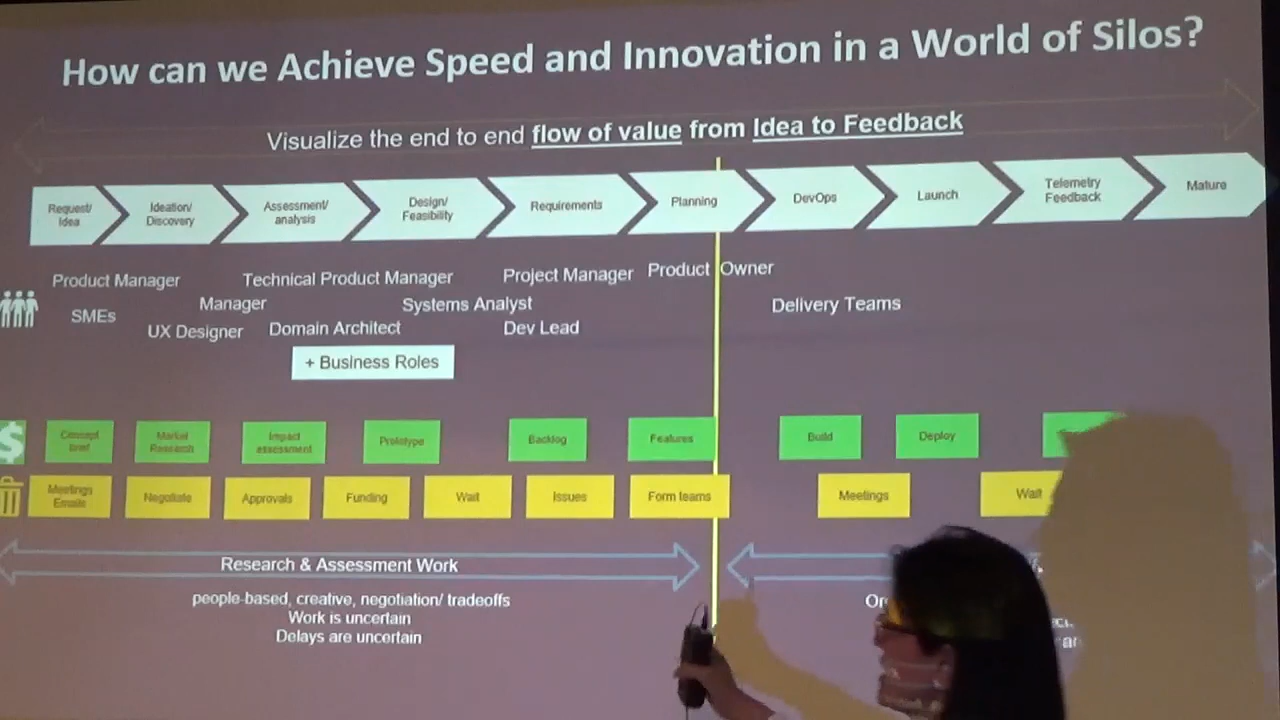 How can we Achieve Speed and Innovation in a World of Silos?
Visualize the end to end flow of value from Idea to Feedback
Request/
Idea
Ideation/
Discovery
Assessment/
analysis
Design/
Feasibility
Requirements
Planning
DevOps
Launch
Telemetry
Feedback
Mature
Product Manager
Technical Product Manager
Project Manager
Product Owner
Manager
Systems Analyst
Delivery Teams
SMEs
UX Designer
Domain Architect
Dev Lead
+ Business Roles
$
Concept
brief
Market
Research
Impact
assessment
Prototype
Backlog
Features
Build
Deploy
Meetings
Emails
Negotiate
Approvals
Funding
Wait
Issues
Form teams
Meetings
Wait
Research & Assessment Work
people-based, creative, negotiation/ tradeoffs
Work is uncertain
Delays are uncertain